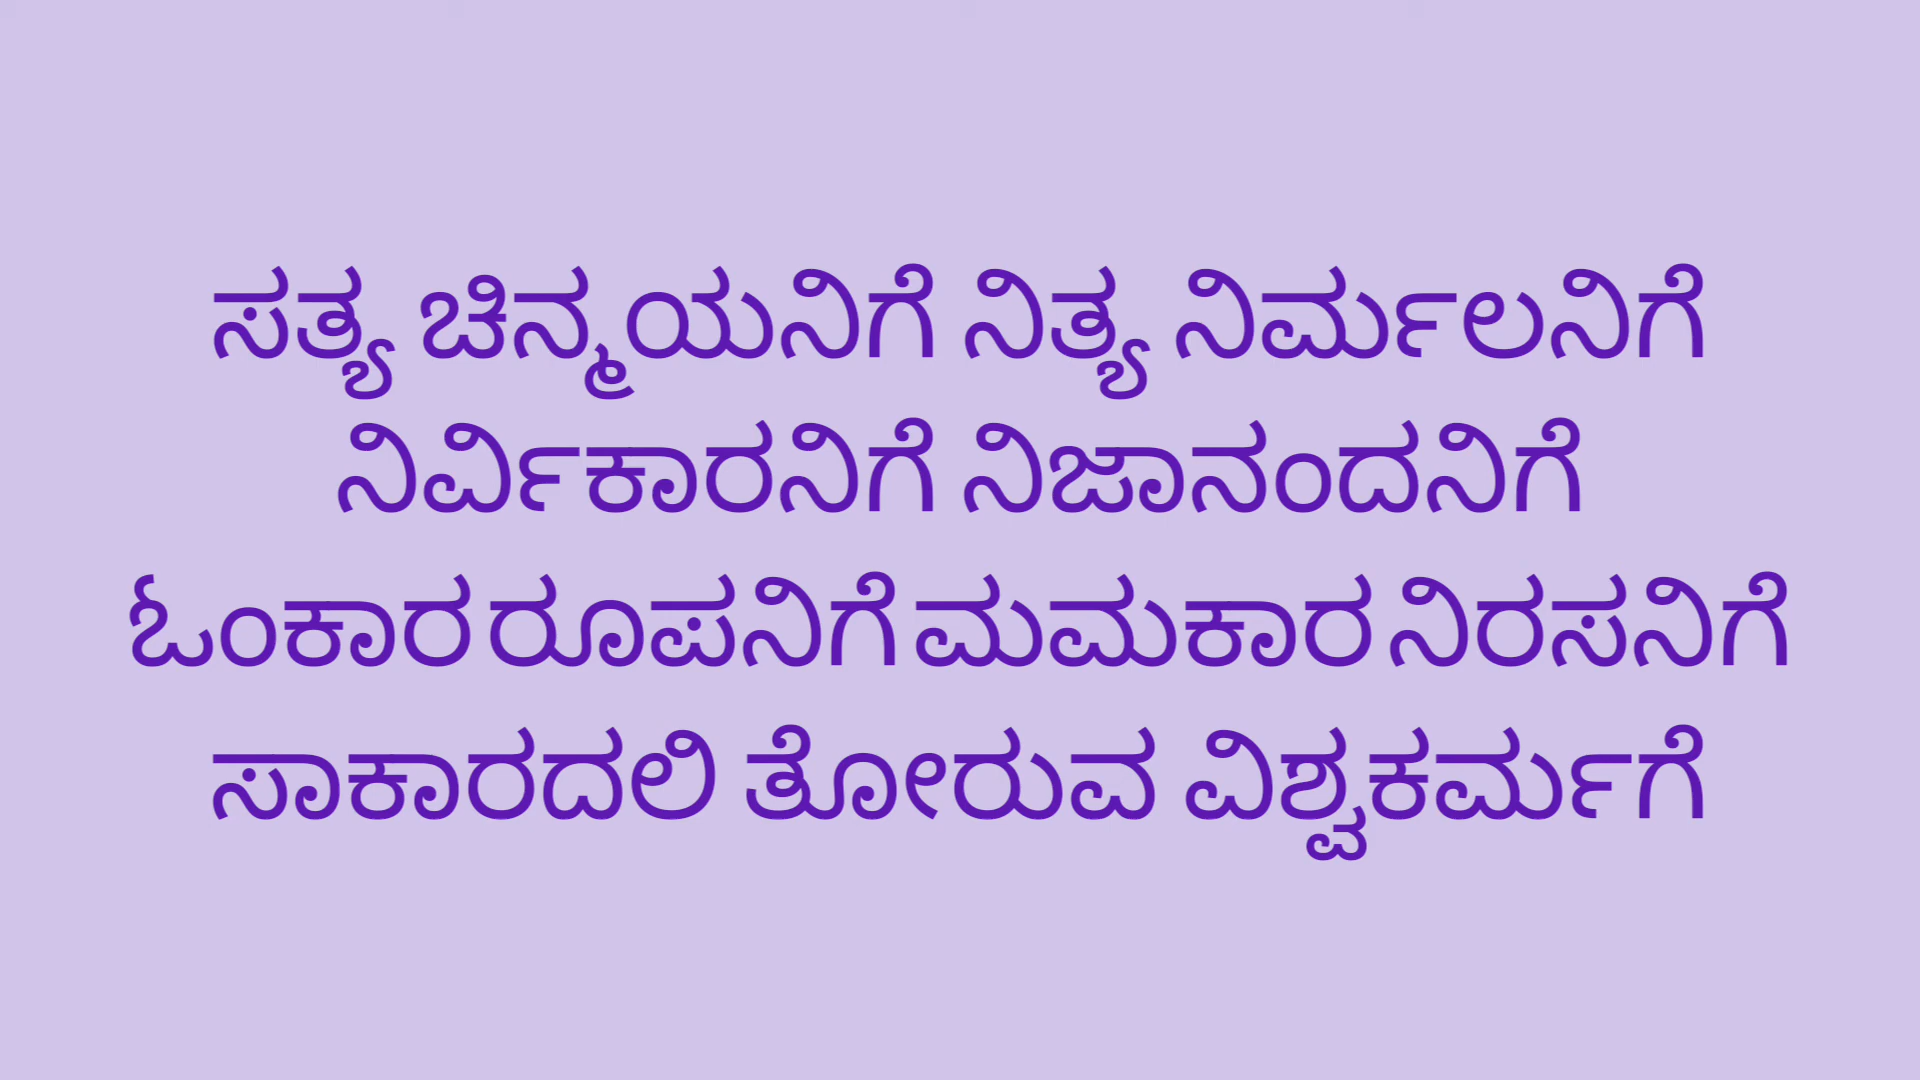 ಸತ್ಯ ಚಿನ್ಮಯನಿಗೆ ನಿತ್ಯ ನಿರ್ಮಲನಿಗೆ
ನಿರ್ವಿಕಾರನಿಗೆ ನಿಜಾನಂದನಿಗೆ
ಓಂಕಾರ ರೂಪನಿಗೆ ಮಮಕಾರ ನಿರಸನಿಗೆ
ಸಾಕಾರದಲಿ ತೋರುವ ವಿಶ್ವಕರ್ಮಗೆ